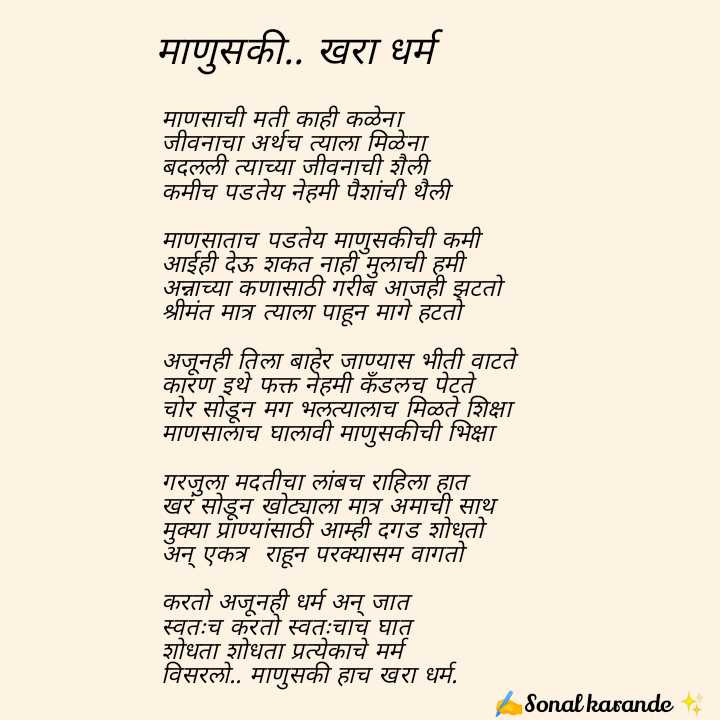 माणुसकी.. खरा धर्म
माणसाची मती काही कळेना
जीवनाचा अर्थच त्याला मिळेना
बदलली त्याच्या जीवनाची शैली
कमीच पडतेय नेहमी पैशांची थैली
माणसाताच पडतेय माणुसकीची कमी
आईही देऊ शकत नाही मुलाची हमी
अन्नाच्या कणासाठी गरीब आजही झटतो
श्रीमंत मात्र त्याला पाहून मागे हटतो
अजूनही तिला बाहेर जाण्यास भीती वाटते
कारण इथे फक्त नेहमी कँडलच पेटते
चोर सोडून मग भलत्यालाच मिळते शिक्षा
माणसालाच घालावी माणुसकीची भिक्षा
गरजुला मदतीचा लांबच राहिला हात
खरं सोडून खोट्याला मात्र अमाची साथ
मुक्या प्राण्यांसाठी आम्ही दगड शोधतो
अन् एकत्र राहून परक्यासम वागतो
करतो अजूनही धर्म अन् जात
स्वतःच करतो स्वतःचाच घात
शोधता शोधता प्रत्येकाचे मर्म
विसरलो.. माणुसकी हाच खरा धर्म.
✍️Sonal karande ✨